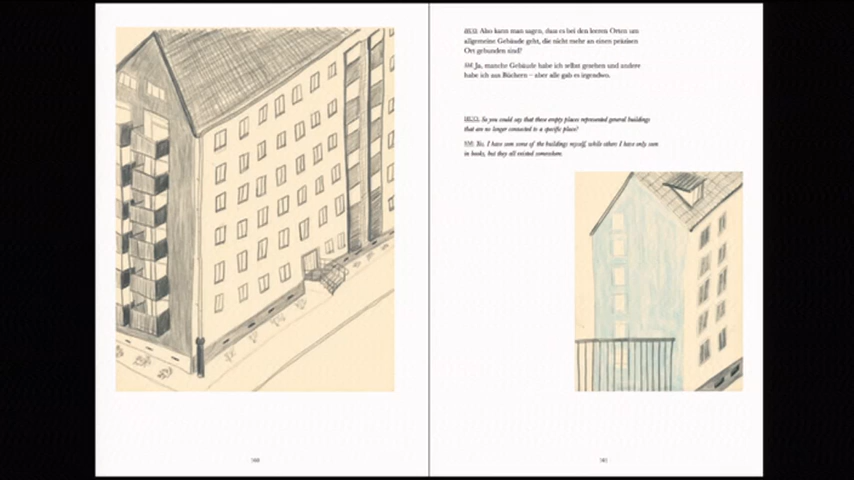 Also kann man sagen, dass es bei den leeren Orten um
allgemeine Gebäude geht, die nicht mehr an einen präzisen
Ort gebunden sind?
Ja, manche Gebäude habe ich selbst gesehen und andere
habe ich aus Büchern – aber alle gab es irgendwo.
So you could say that these empty places represented general buildings
that are no longer connected to a specific place?
I have seen some of the buildings myself, while others I have only seen
in books, but they all existed somewhere.